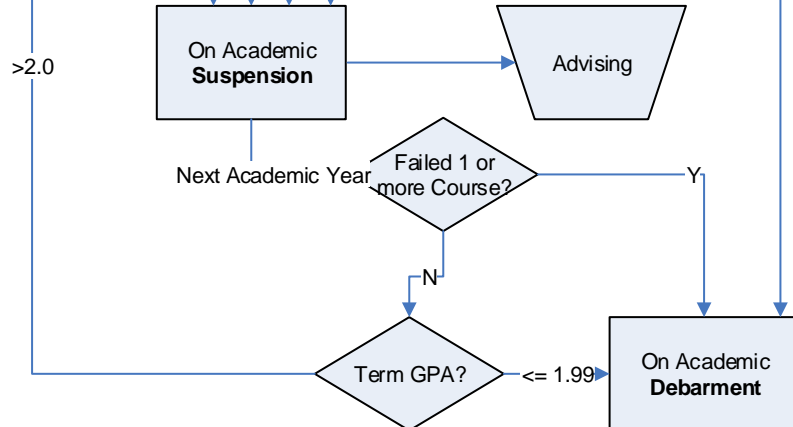 On Academic
Suspension
Advising
>2.0
Failed 1 or
more Course?
Next Academic Year
Y
N
Term GPA?
<= 1.99
On Academic
Debarment